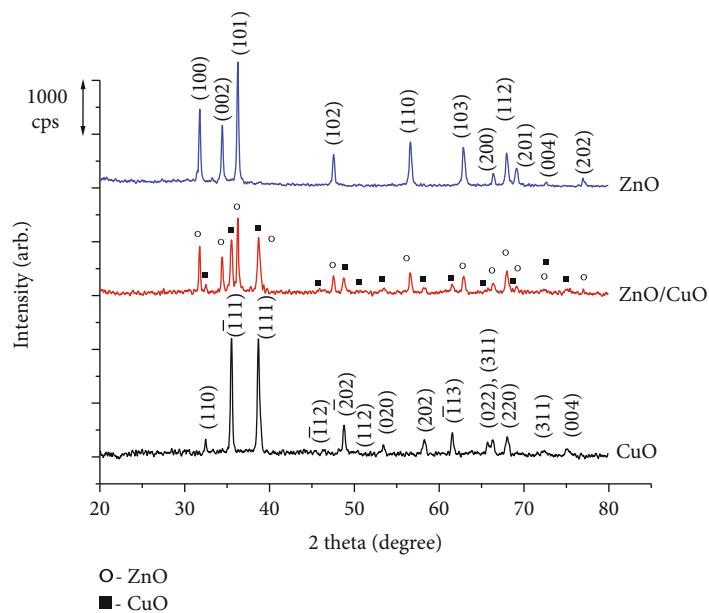 1000
cps
(100)
(002)
(101)
(102)
(110)
(103)
(200)
(112)
(201)
(004)
(202)
ZnO
ZnO/CuO
(110)
(1̅11)
(111)
(1̅12)
(2̅02)
(112)
(020)
(202)
(1̅13)
(022), (311)
(220)
(311)
(004)
CuO
Intensity (arb.)
20 30 40 50 60 70 80
2 theta (degree)
O - ZnO
■ - CuO